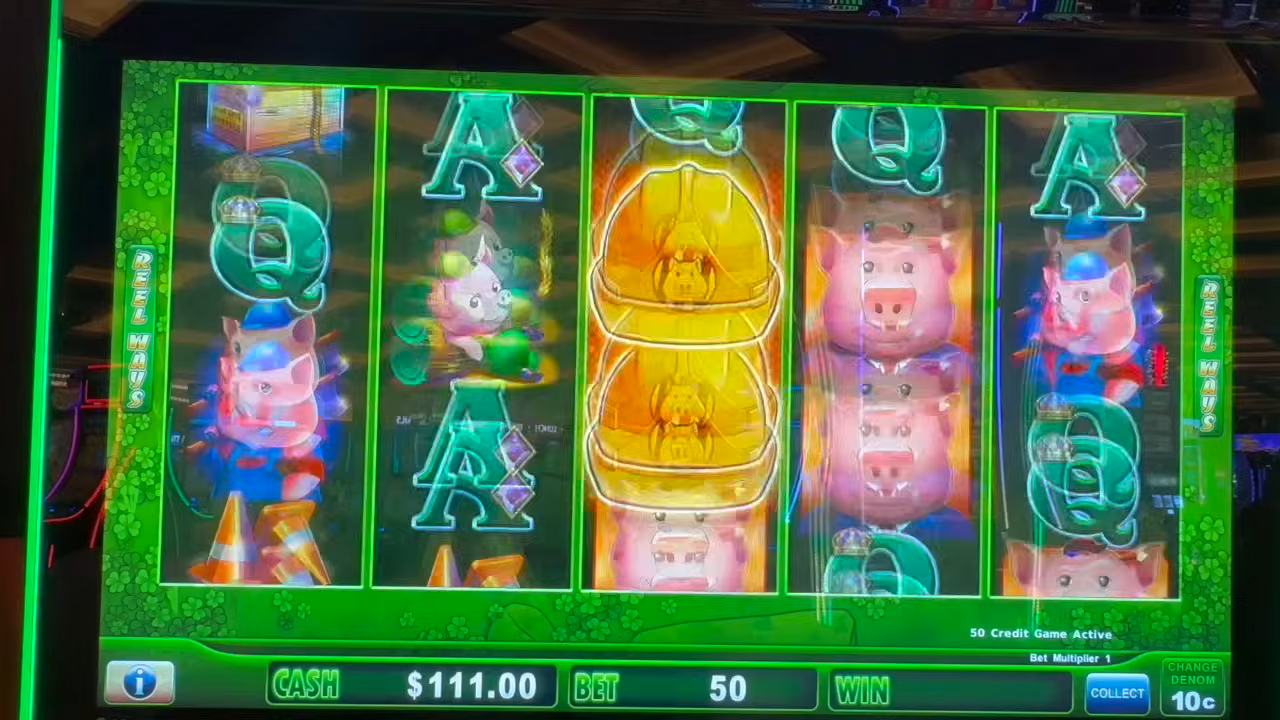 Q
A
Q
Q
A
REEL WAYS
REEL WAYS
A
Q
Q
50 Credit Game Active
Bet Multiplier 1
i
CASH
$111.00
BET
50
WIN
COLLECT
CHANGE
DENOM
10¢